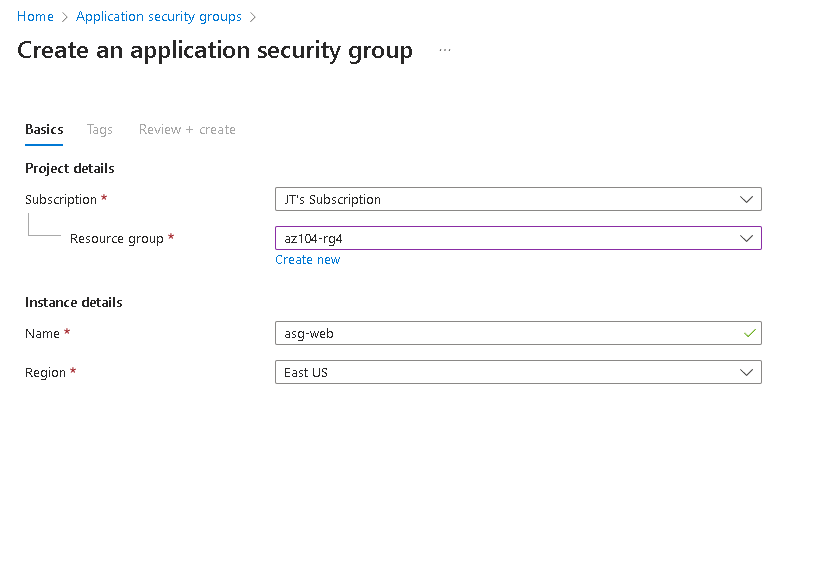 Home > Application security groups >
Create an application security group ...
Basics Tags Review + create
Project details
Subscription * JT's Subscription
Resource group * az104-rg4
Create new
Instance details
Name * asg-web
Region * East US